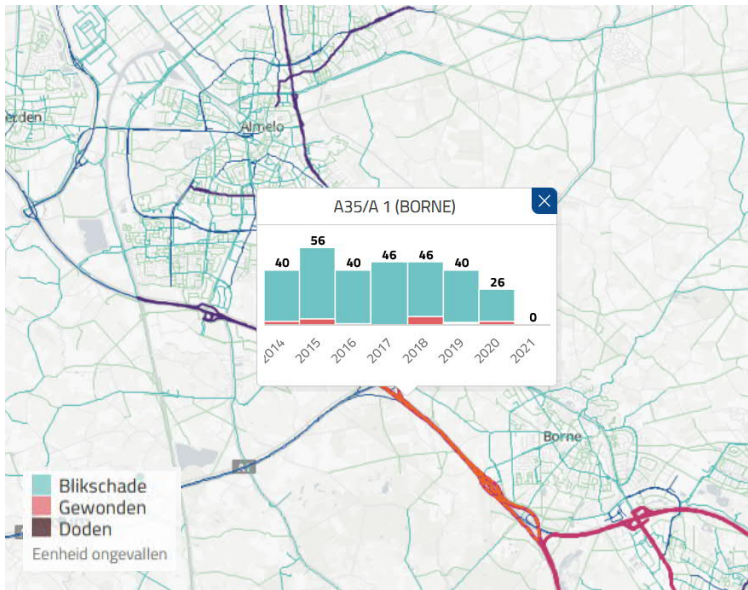 Almelo
A35/A 1 (BORNE)
40 56 40 46 46 40 26 0
2014 2015 2016 2017 2018 2019 2020 2021
Borne
Blikschade
Gewonden
Doden
Eenheid ongevallen